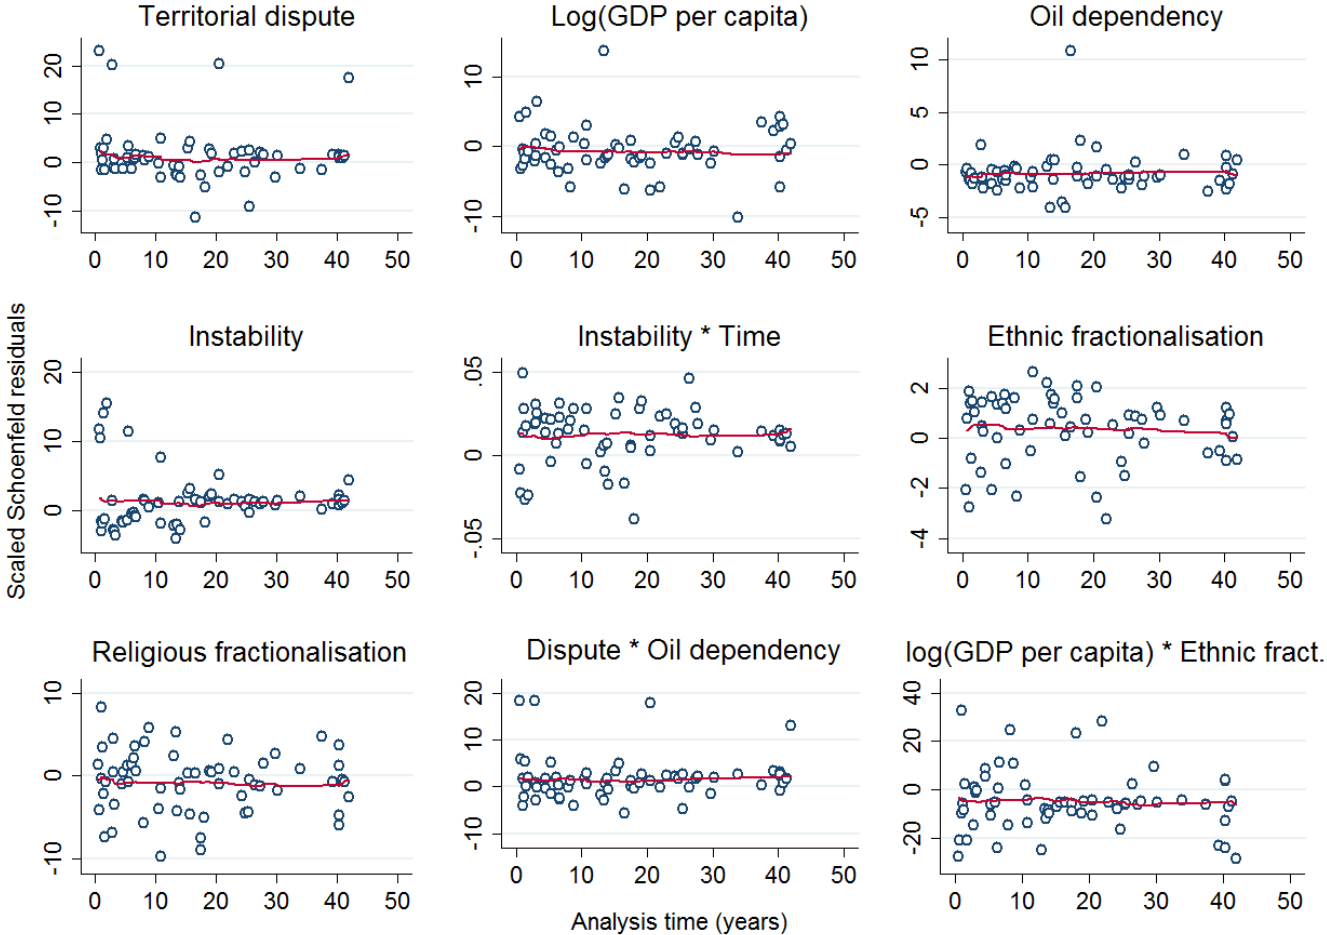 Territorial dispute
Log(GDP per capita)
Oil dependency
20
10
0
-10
0 10 20 30 40 50
10
0
-10
0 10 20 30 40 50
10
5
0
-5
0 10 20 30 40 50
Scaled Schoenfeld residuals
Instability
Instability * Time
Ethnic fractionalisation
20
10
0
0 10 20 30 40 50
.05
0
-.05
0 10 20 30 40 50
2
0
-2
-4
0 10 20 30 40 50
Religious fractionalisation
Dispute * Oil dependency
log(GDP per capita) * Ethnic fract.
10
0
-10
0 10 20 30 40 50
20
10
0
-10
0 10 20 30 40 50
40
20
0
-20
0 10 20 30 40 50
Analysis time (years)